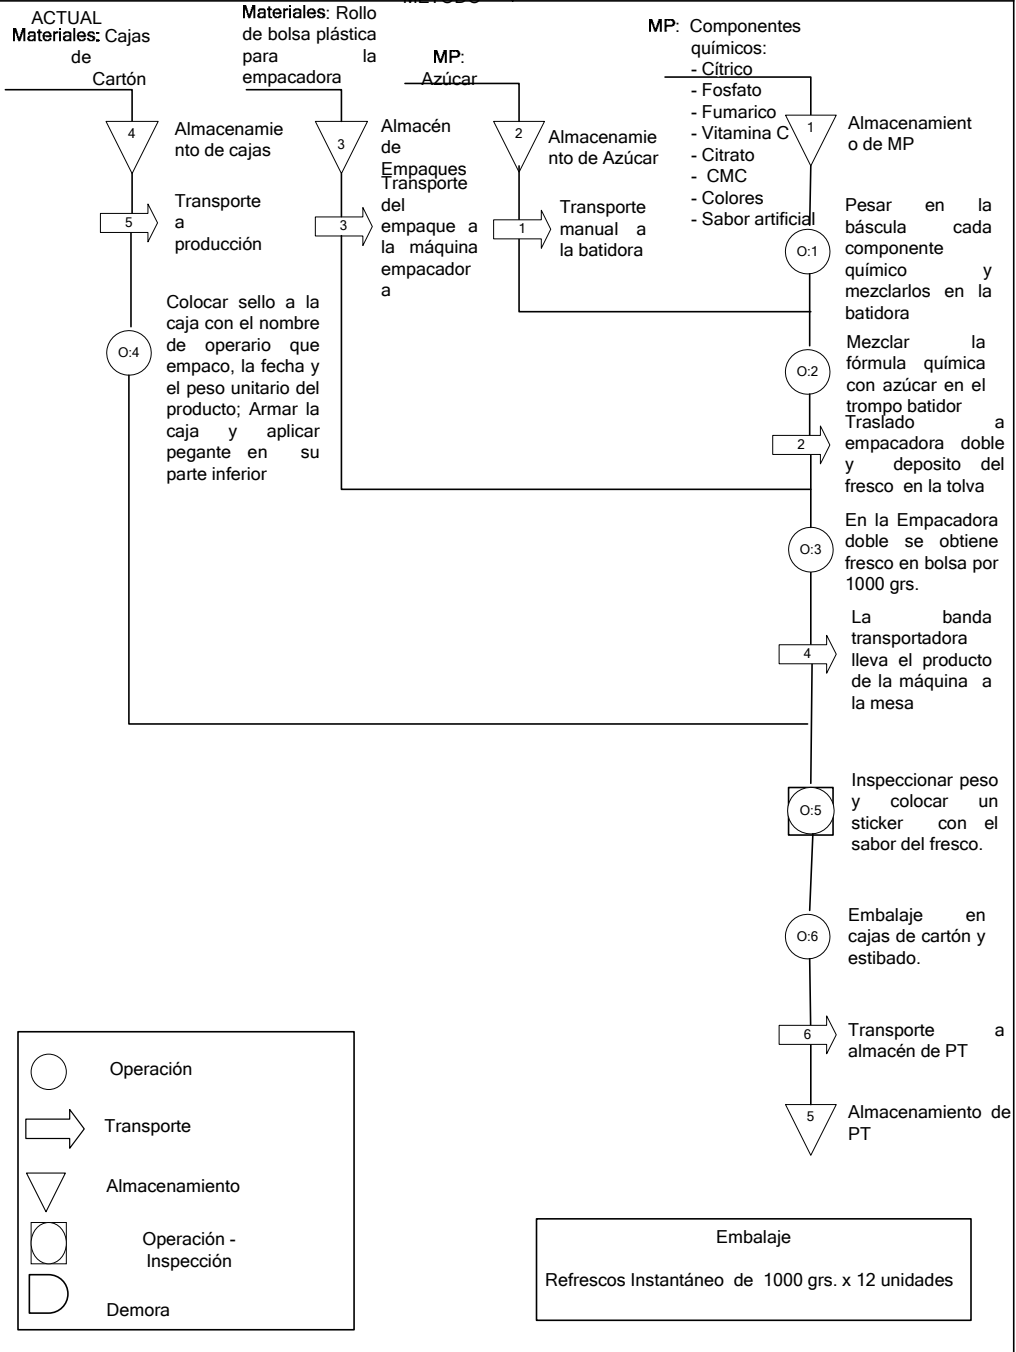 METODO
ACTUAL
Materiales: Cajas
de
Cartón
Materiales: Rollo
de bolsa plástica
para la
empacadora
MP:
Azúcar
MP: Componentes
químicos:
- Cítrico
- Fosfato
- Fumarico
- Vitamina C
- Citrato
- CMC
- Colores
- Sabor artificial
4
Almacenamie
nto de cajas
3
Almacén
de
Empaques
2
Almacenamie
nto de Azúcar
1
Almacenamient
o de MP
5
Transporte
a
producción
3
Transporte
del
empaque a
la máquina
empacador
a
1
Transporte
manual a
la batidora
O:1
Pesar en la
báscula cada
componente
químico y
mezclarlos en la
batidora
O:4
Colocar sello a la
caja con el nombre
de operario que
empaco, la fecha y
el peso unitario del
producto; Armar la
caja y aplicar
pegante en su
parte inferior
O:2
Mezclar la
fórmula química
con azúcar en el
trompo batidor
2
Traslado a
empacadora doble
y deposito del
fresco en la tolva
O:3
En la Empacadora
doble se obtiene
fresco en bolsa por
1000 grs.
4
La banda
transportadora
lleva el producto
de la máquina a
la mesa
O:5
Inspeccionar peso
y colocar un
sticker con el
sabor del fresco.
O:6
Embalaje en
cajas de cartón y
estibado.
6
Transporte a
almacén de PT
5
Almacenamiento de
PT
Operación
Transporte
Almacenamiento
Operación -
Inspección
Demora
Embalaje
Refrescos Instantáneo de 1000 grs. x 12 unidades